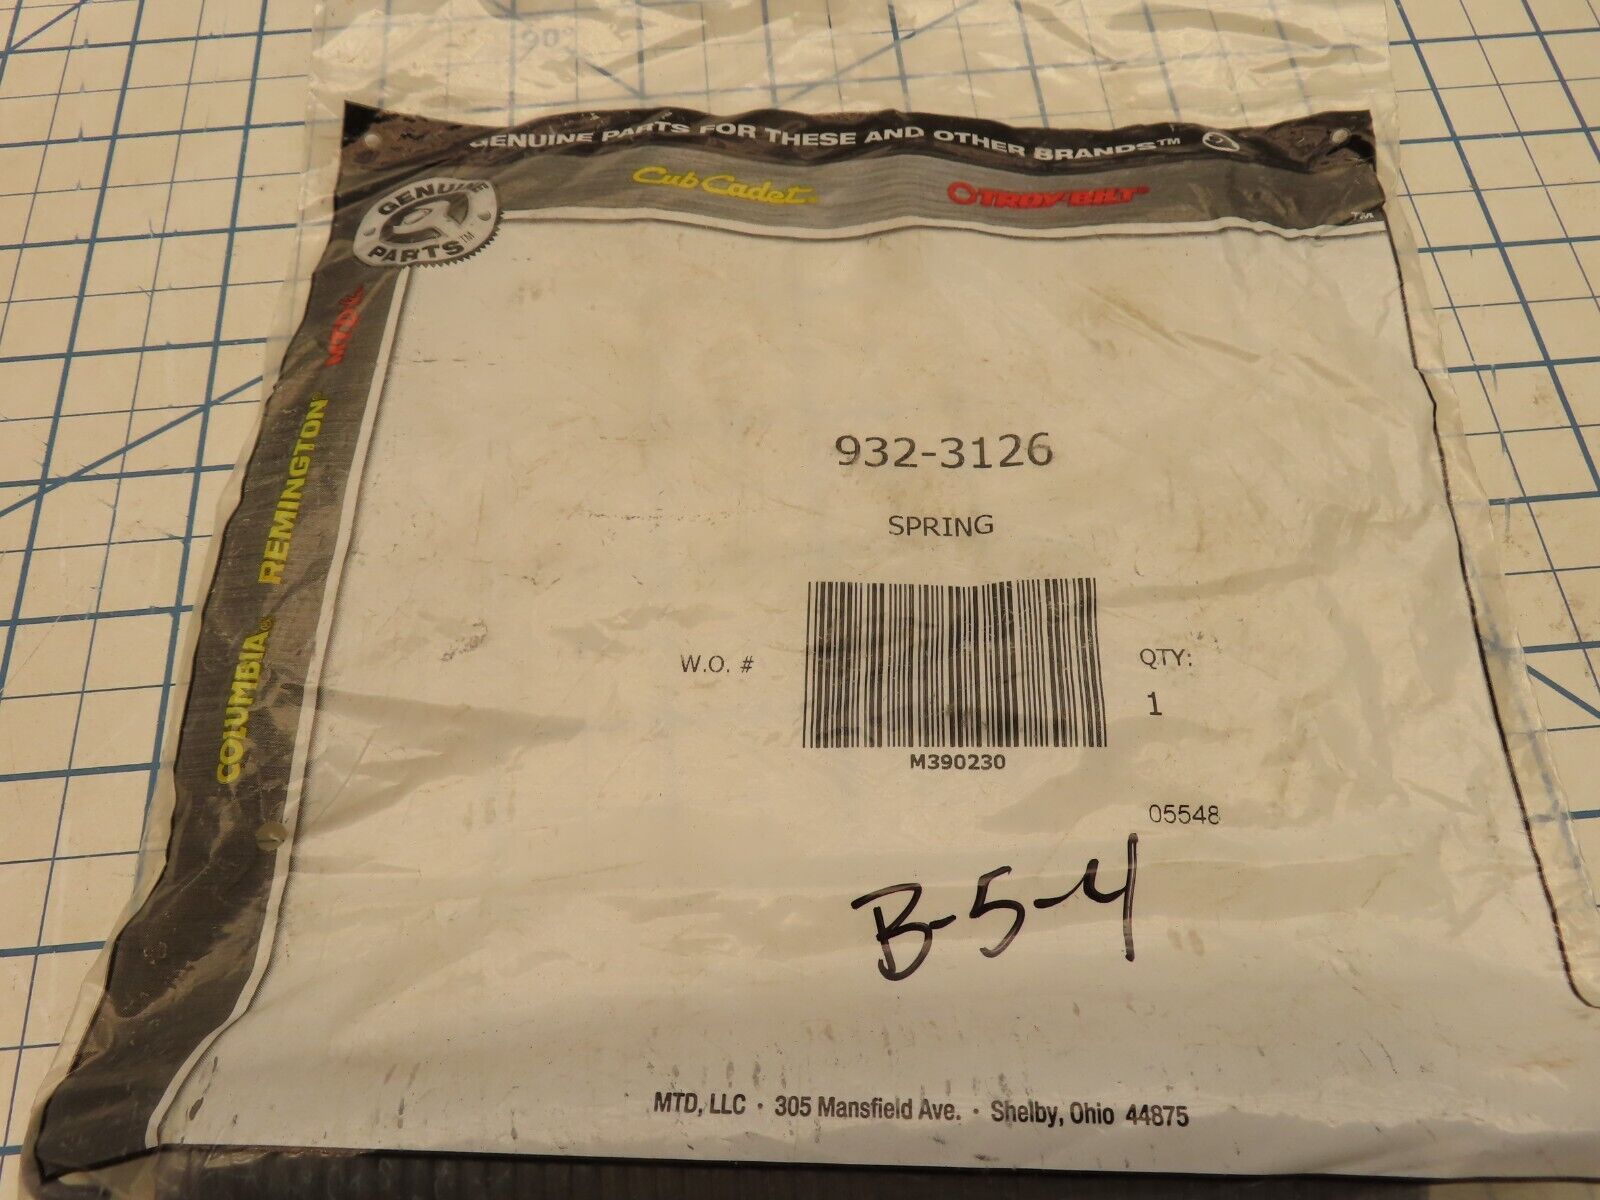 90°
GENUINE PARTS FOR THESE AND OTHER BRANDS™
GENUINE
PARTS™
Cub Cadet
TROY-BILT®
MTD
REMINGTON
COLUMBIA®
932-3126
SPRING
W.O. #
QTY:
1
M390230
05548
B-5-4
MTD, LLC • 305 Mansfield Ave. • Shelby, Ohio 44875